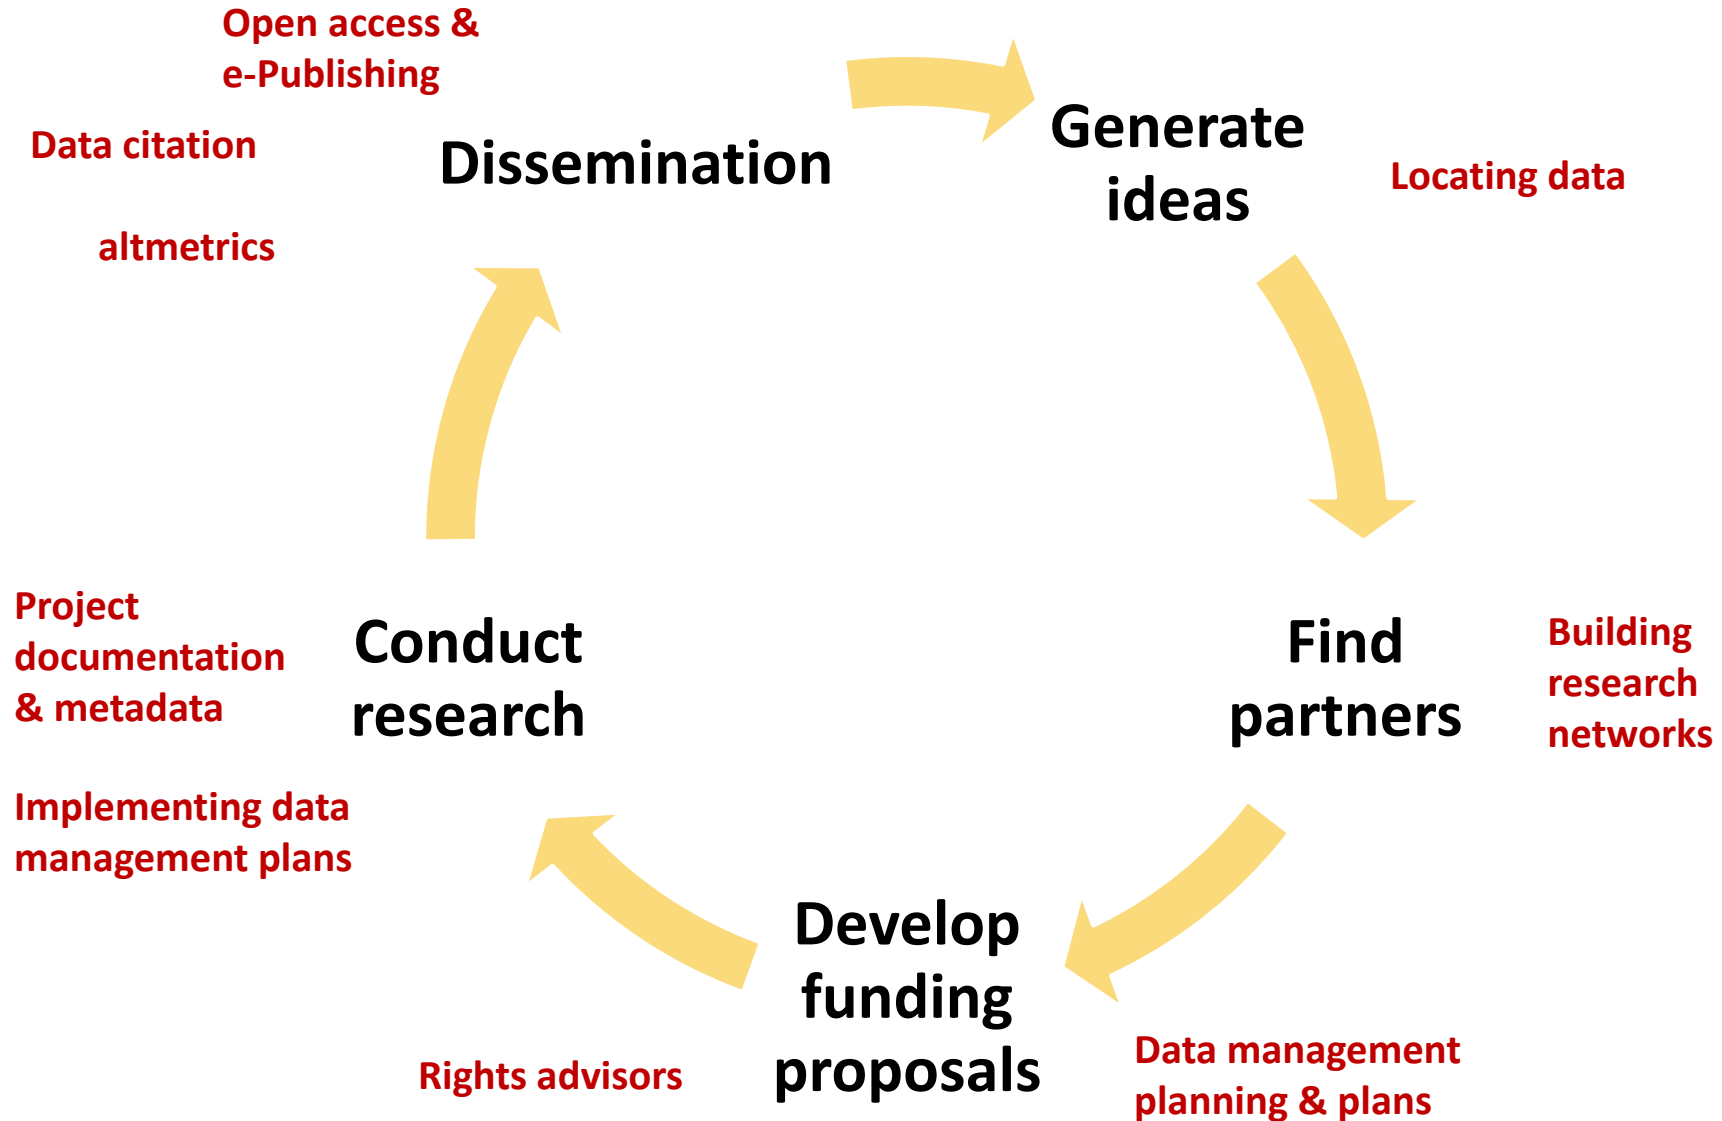 Open access &
e-Publishing
Data citation
altmetrics
Dissemination
Generate
ideas
Locating data
Find
partners
Building
research
networks
Develop
funding
proposals
Data management
planning & plans
Rights advisors
Conduct
research
Project
documentation
& metadata
Implementing data
management plans